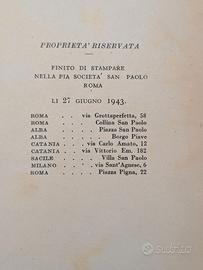 PROPRIETA' RISERVATA
FINITO DI STAMPARE
NELLA PIA SOCIETA' SAN PAOLO
ROMA
LI 27 GIUGNO 1943.
ROMA . . . via Grottaperfetta, 58
ROMA . . . Collina San Paolo
ALBA . . . Piazza San Paolo
ALBA . . . Borgo Piave
CATANIA . . via Carlo Amato, 12
CATANIA . . via Vittorio Em. 182
SACILE . . . Villa San Paolo
MILANO . . via Sant'Agnese, 6
ROMA . . . Piazza Pigna, 22
subito